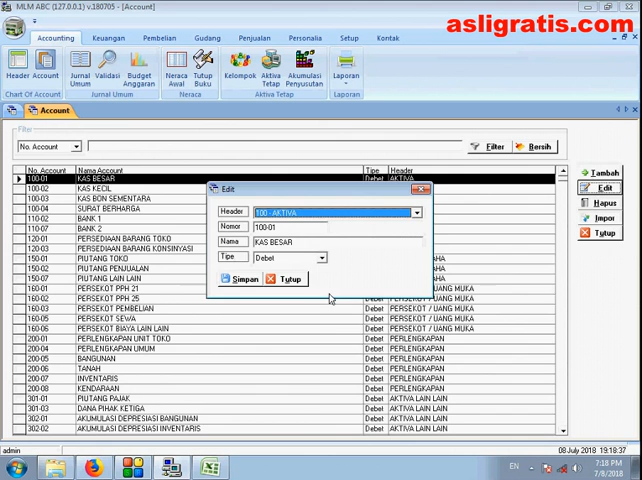 MLM ABC (127.0.0.1) v.180705 - [Account]
asligratis.com
Accounting Keuangan Pembelian Gudang Penjualan Personalia Setup Kontak
Header Account Jurnal Umum Validasi Budget Anggaran Neraca Awal Tutup Buku Kelompok Aktiva Tetap Akumulasi Penyusutan Laporan
Chart Of Account Jurnal Umum Neraca Aktiva Tetap Laporan
Account
Filter
No. Account Filter Bersih
No. Account Nama Account Tipe Header
100-01 KAS BESAR Debet AKTIVA
100-02 KAS KECIL
100-03 KAS BON SEMENTARA
100-04 SURAT BERHARGA
110-02 BANK 1
110-07 BANK 2
120-01 PERSEDIAAN BARANG TOKO
120-03 PERSEDIAAN BARANG KONSINYASI
150-01 PIUTANG TOKO
150-02 PIUTANG PENJUALAN
150-07 PIUTANG LAIN LAIN
160-01 PERSEKOT PPH 21 UANG MUKA
160-02 PERSEKOT PPH 25 UANG MUKA
160-03 PERSEKOT PEMBELIAN Debet PERSEKOT / UANG MUKA
160-05 PERSEKOT SEWA Debet PERSEKOT / UANG MUKA
160-06 PERSEKOT BIAYA LAIN LAIN Debet PERSEKOT / UANG MUKA
200-01 PERLENGKAPAN UNIT TOKO Debet PERLENGKAPAN
200-04 PERLENGKAPAN UMUM Debet PERLENGKAPAN
200-05 BANGUNAN Debet PERLENGKAPAN
200-06 TANAH Debet PERLENGKAPAN
200-07 INVENTARIS Debet PERLENGKAPAN
200-08 KENDARAAN Debet PERLENGKAPAN
301-01 PIUTANG PAJAK Debet AKTIVA LAIN LAIN
301-03 DANA PIHAK KETIGA Debet AKTIVA LAIN LAIN
302-01 AKUMULASI DEPRESIASI BANGUNAN Debet AKTIVA LAIN LAIN
302-02 AKUMULASI DEPRESIASI INVENTARIS Debet AKTIVA LAIN LAIN
Edit
Header 100 - AKTIVA
Nomor 100-01
Nama KAS BESAR
Tipe Debet
Simpan Tutup
Tambah
Edit
Hapus
Impor
Tutup
admin 08 July 2018 19:18:37
EN 7:18 PM
7/8/2018